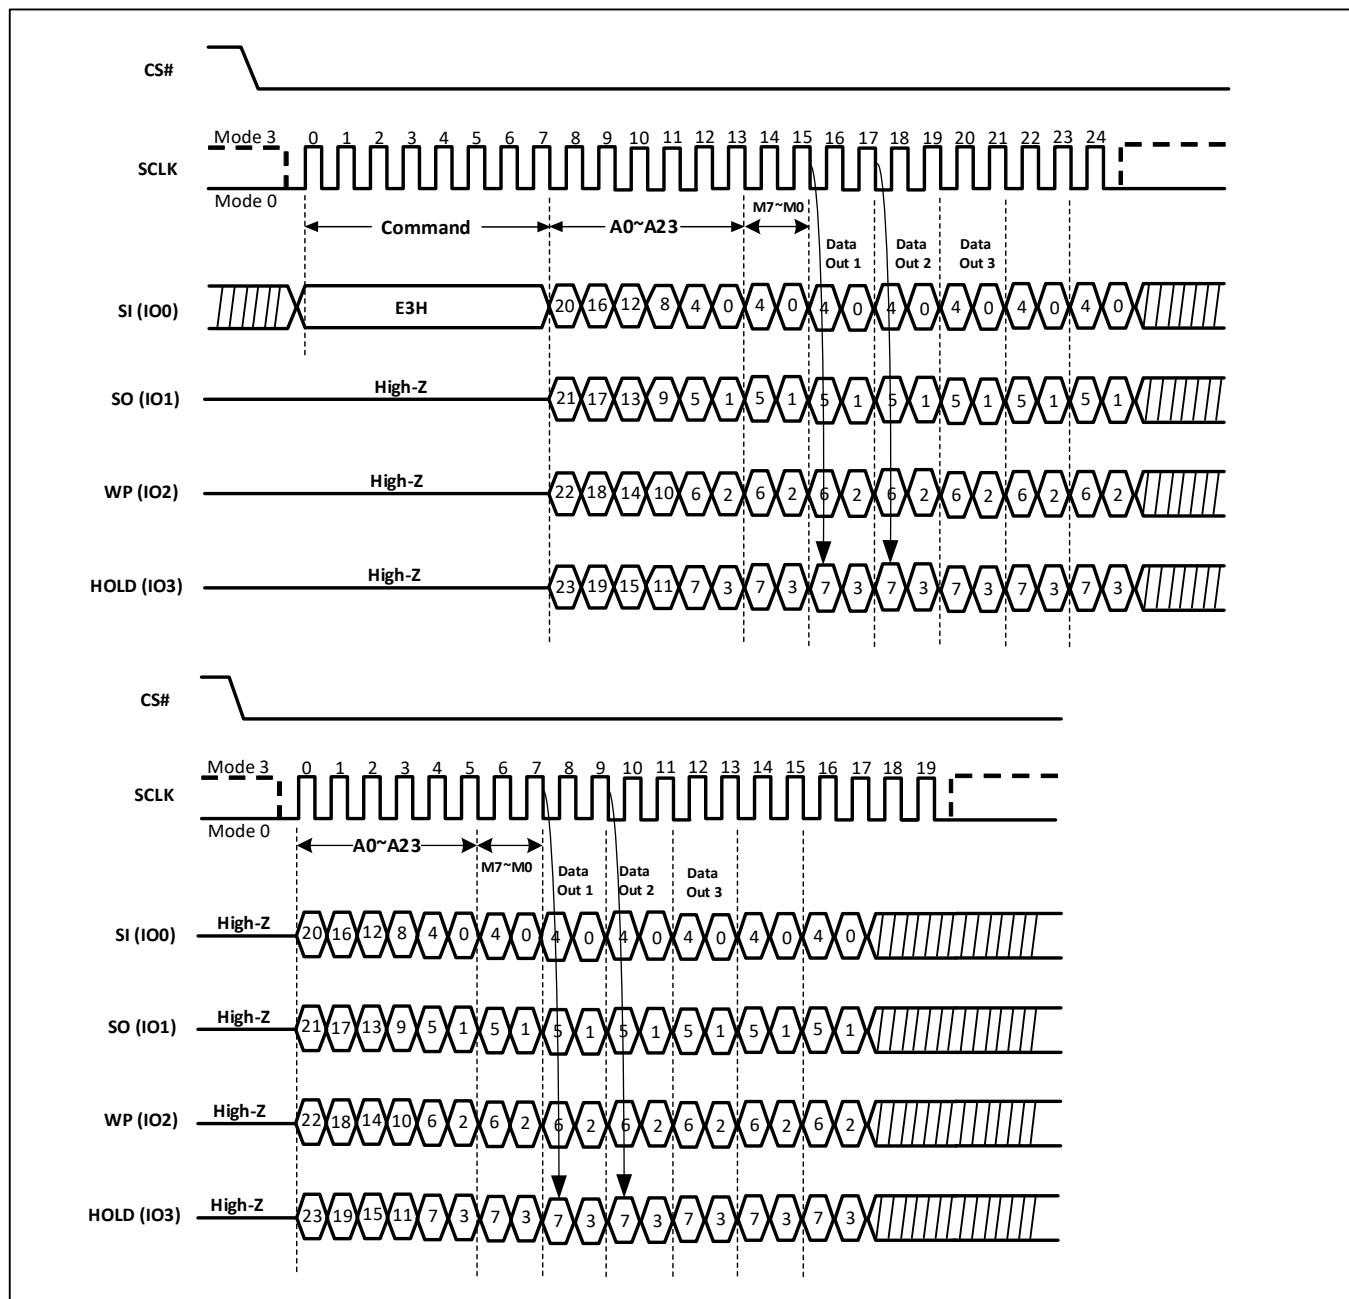 CS#
Mode 3
0 1 2 3 4 5 6 7 8 9 10 11 12 13 14 15 16 17 18 19 20 21 22 23 24
SCLK
Mode 0
Command
A0~A23
M7~M0
Data Data Data
Out 1 Out 2 Out 3
SI (IO0) E3H 20 16 12 8 4 0 4 0 4 0 4 0 4 0 4 0 4 0
SO (IO1) High-Z 21 17 13 9 5 1 5 1 5 1 5 1 5 1 5 1 5 1
WP (IO2) High-Z 22 18 14 10 6 2 6 2 6 2 6 2 6 2 6 2 6 2
HOLD (IO3) High-Z 23 19 15 11 7 3 7 3 7 3 7 3 7 3 7 3 7 3
CS#
Mode 3
0 1 2 3 4 5 6 7 8 9 10 11 12 13 14 15 16 17 18 19
SCLK
Mode 0
A0~A23
M7~M0
Data Data Data
Out 1 Out 2 Out 3
SI (IO0) High-Z 20 16 12 8 4 0 4 0 4 0 4 0 4 0 4 0 4 0
SO (IO1) High-Z 21 17 13 9 5 1 5 1 5 1 5 1 5 1 5 1 5 1
WP (IO2) High-Z 22 18 14 10 6 2 6 2 6 2 6 2 6 2 6 2 6 2
HOLD (IO3) High-Z 23 19 15 11 7 3 7 3 7 3 7 3 7 3 7 3 7 3